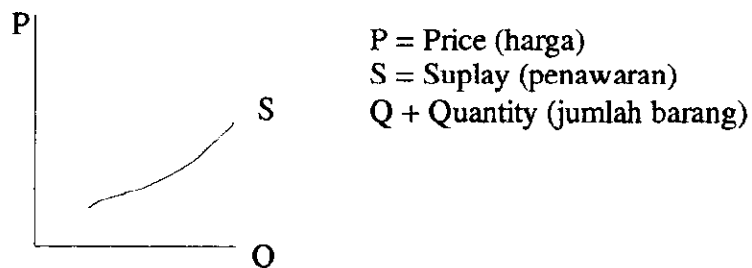 P
P = Price (harga)
S = Suplay (penawaran)
Q + Quantity (jumlah barang)
S
Q